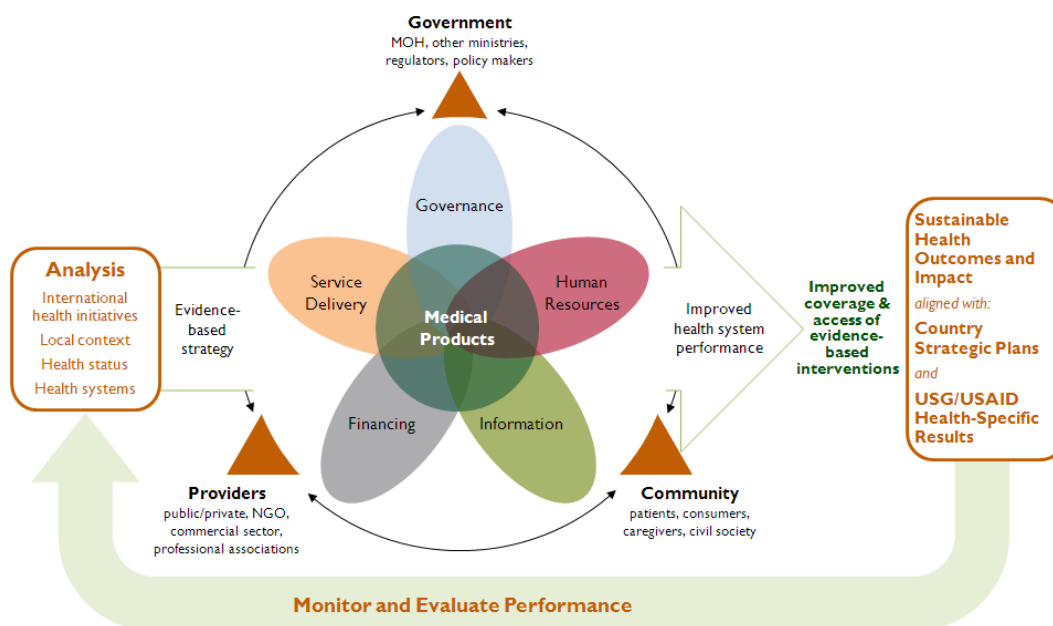 Government
MOH, other ministries,
regulators, policy makers
Governance
Service
Delivery
Human
Resources
Medical
Products
Financing
Information
Analysis
International
health initiatives
Local context
Health status
Health systems
Evidence-
based
strategy
Improved
health system
performance
Improved
coverage &
access of
evidence-
based
interventions
Sustainable
Health
Outcomes and
Impact
aligned with:
Country
Strategic Plans
and
USG/USAID
Health-Specific
Results
Providers
public/private, NGO,
commercial sector,
professional associations
Community
patients, consumers,
caregivers, civil society
Monitor and Evaluate Performance